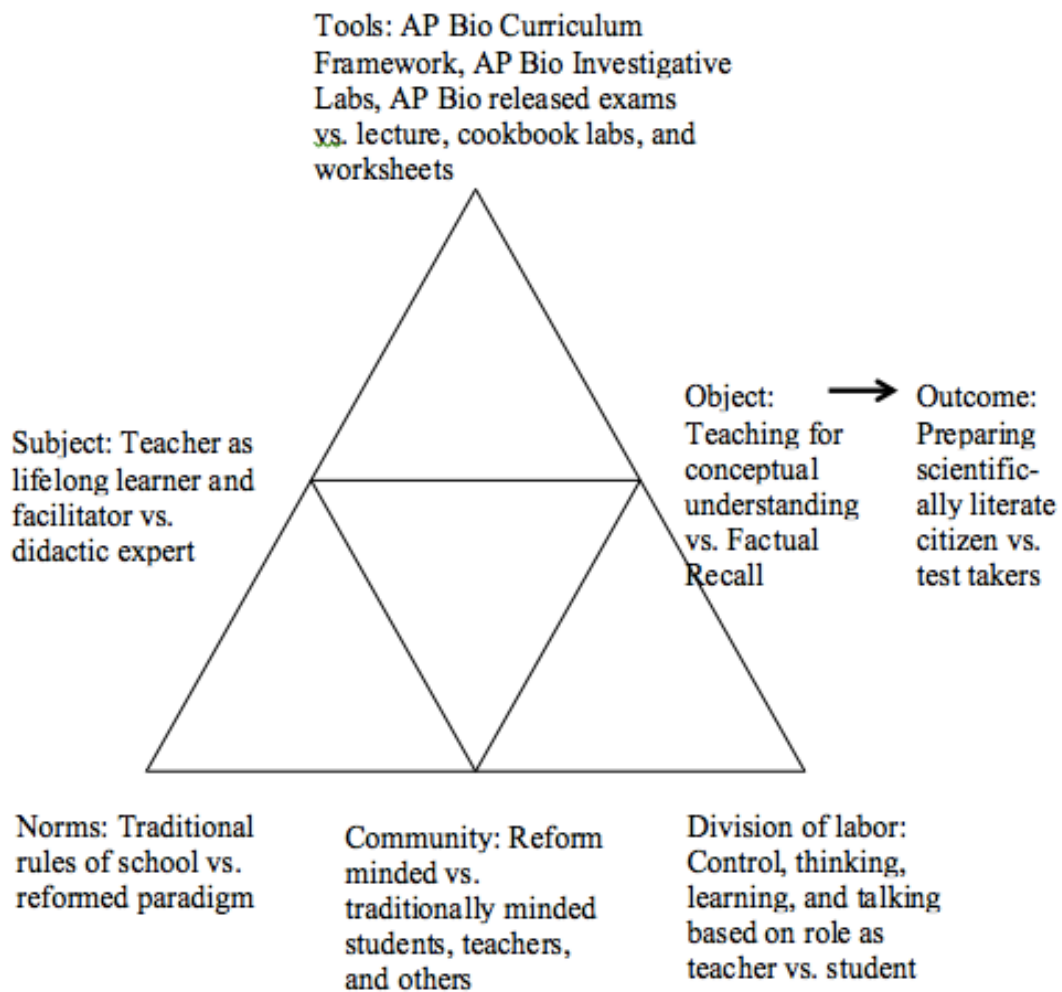 Tools: AP Bio Curriculum
Framework, AP Bio Investigative
Labs, AP Bio released exams
vs. lecture, cookbook labs, and
worksheets
Subject: Teacher as
lifelong learner and
facilitator vs.
didactic expert
Object:
Teaching for
conceptual
understanding
vs. Factual
Recall
Outcome:
Preparing
scientific-
ally literate
citizen vs.
test takers
Norms: Traditional
rules of school vs.
reformed paradigm
Community: Reform
minded vs.
traditionally minded
students, teachers,
and others
Division of labor:
Control, thinking,
learning, and talking
based on role as
teacher vs. student